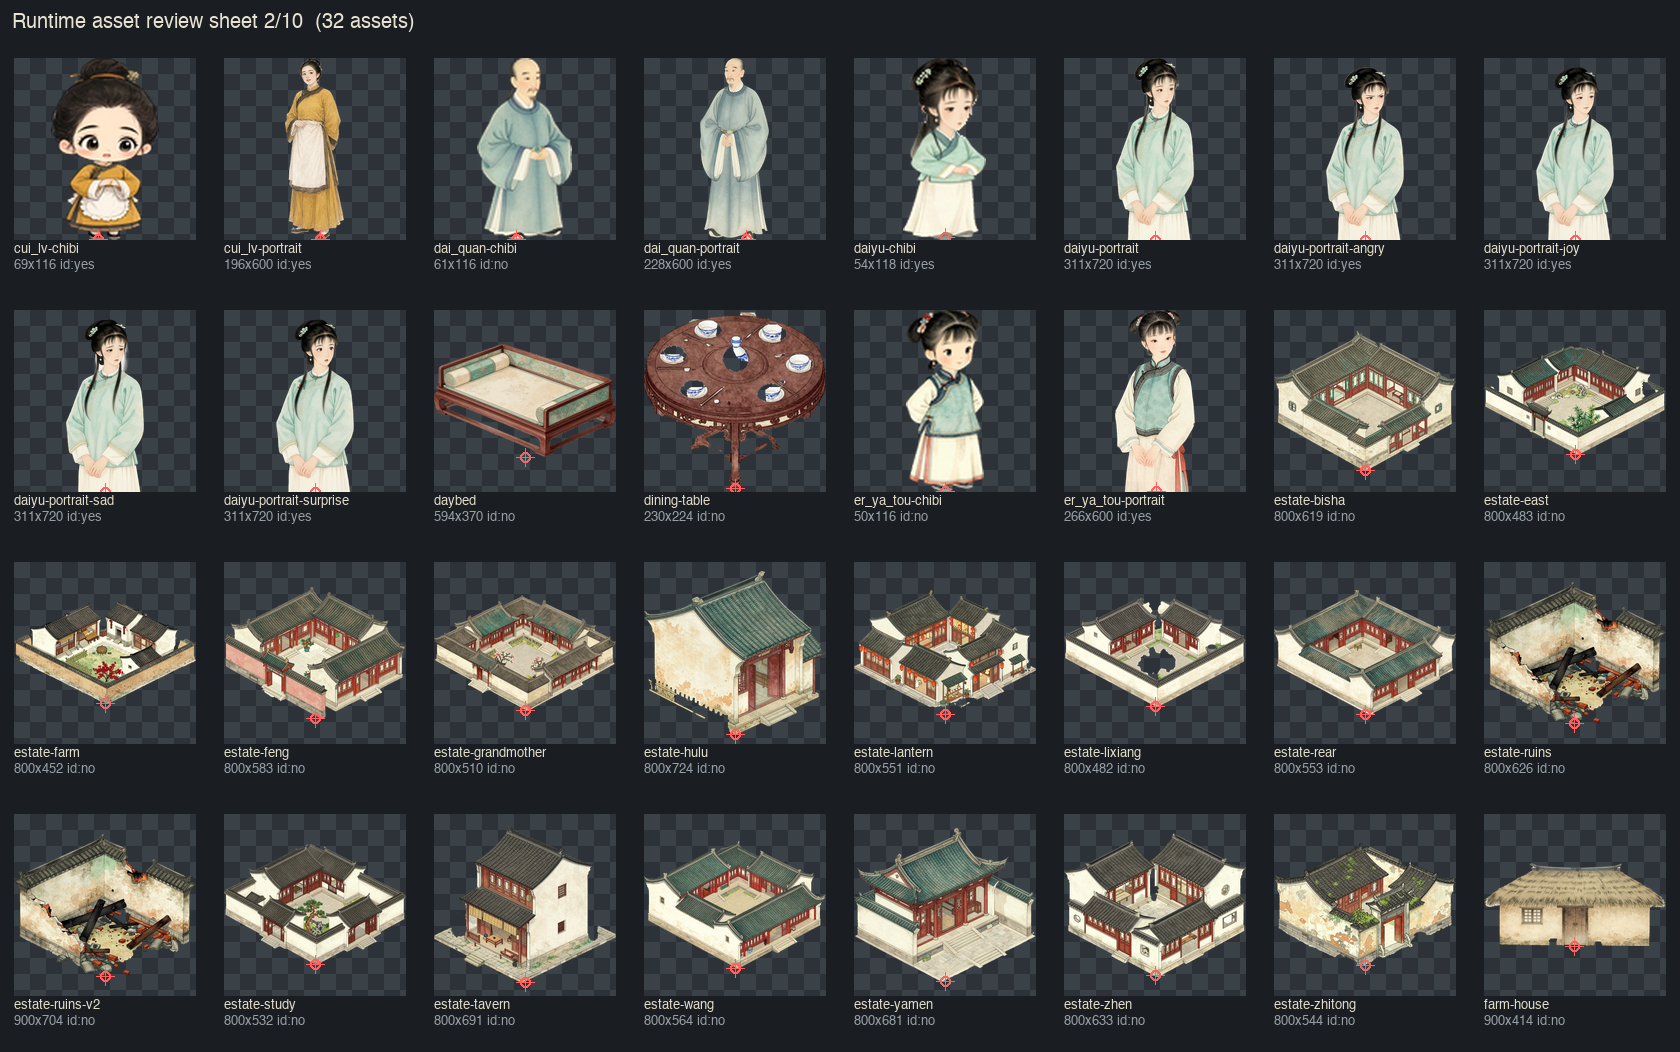 Runtime asset review sheet 2/10  (32 assets)
cui_lv-chibi
69x116 id:yes
cui_lv-portrait
196x600 id:yes
dai_quan-chibi
61x116 id:no
dai_quan-portrait
228x600 id:yes
daiyu-chibi
54x118 id:yes
daiyu-portrait
311x720 id:yes
daiyu-portrait-angry
311x720 id:yes
daiyu-portrait-joy
311x720 id:yes
daiyu-portrait-sad
311x720 id:yes
daiyu-portrait-surprise
311x720 id:yes
daybed
594x370 id:no
dining-table
230x224 id:no
er_ya_tou-chibi
50x116 id:no
er_ya_tou-portrait
266x600 id:yes
estate-bisha
800x619 id:no
estate-east
800x483 id:no
estate-farm
800x452 id:no
estate-feng
800x583 id:no
estate-grandmother
800x510 id:no
estate-hulu
800x724 id:no
estate-lantern
800x551 id:no
estate-lixiang
800x482 id:no
estate-rear
800x553 id:no
estate-ruins
800x626 id:no
estate-ruins-v2
900x704 id:no
estate-study
800x532 id:no
estate-tavern
800x691 id:no
estate-wang
800x564 id:no
estate-yamen
800x681 id:no
estate-zhen
800x633 id:no
estate-zhitong
800x544 id:no
farm-house
900x414 id:no